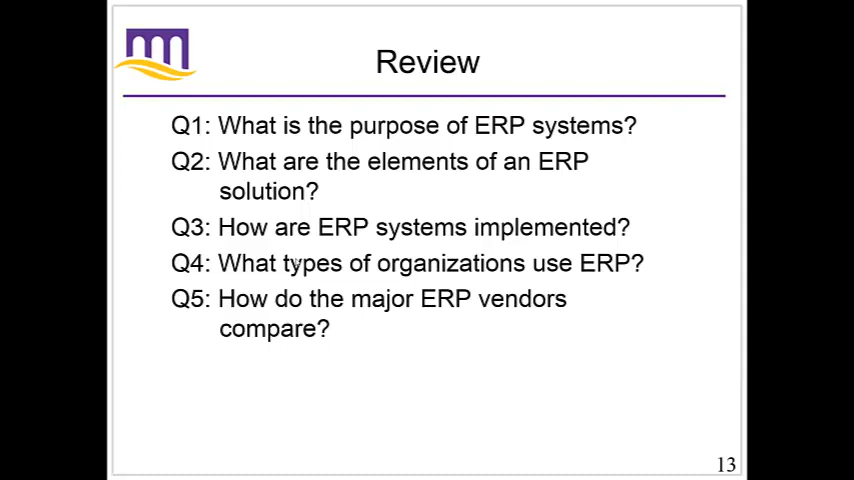 Review
Q1: What is the purpose of ERP systems?
Q2: What are the elements of an ERP
solution?
Q3: How are ERP systems implemented?
Q4: What types of organizations use ERP?
Q5: How do the major ERP vendors
compare?
13